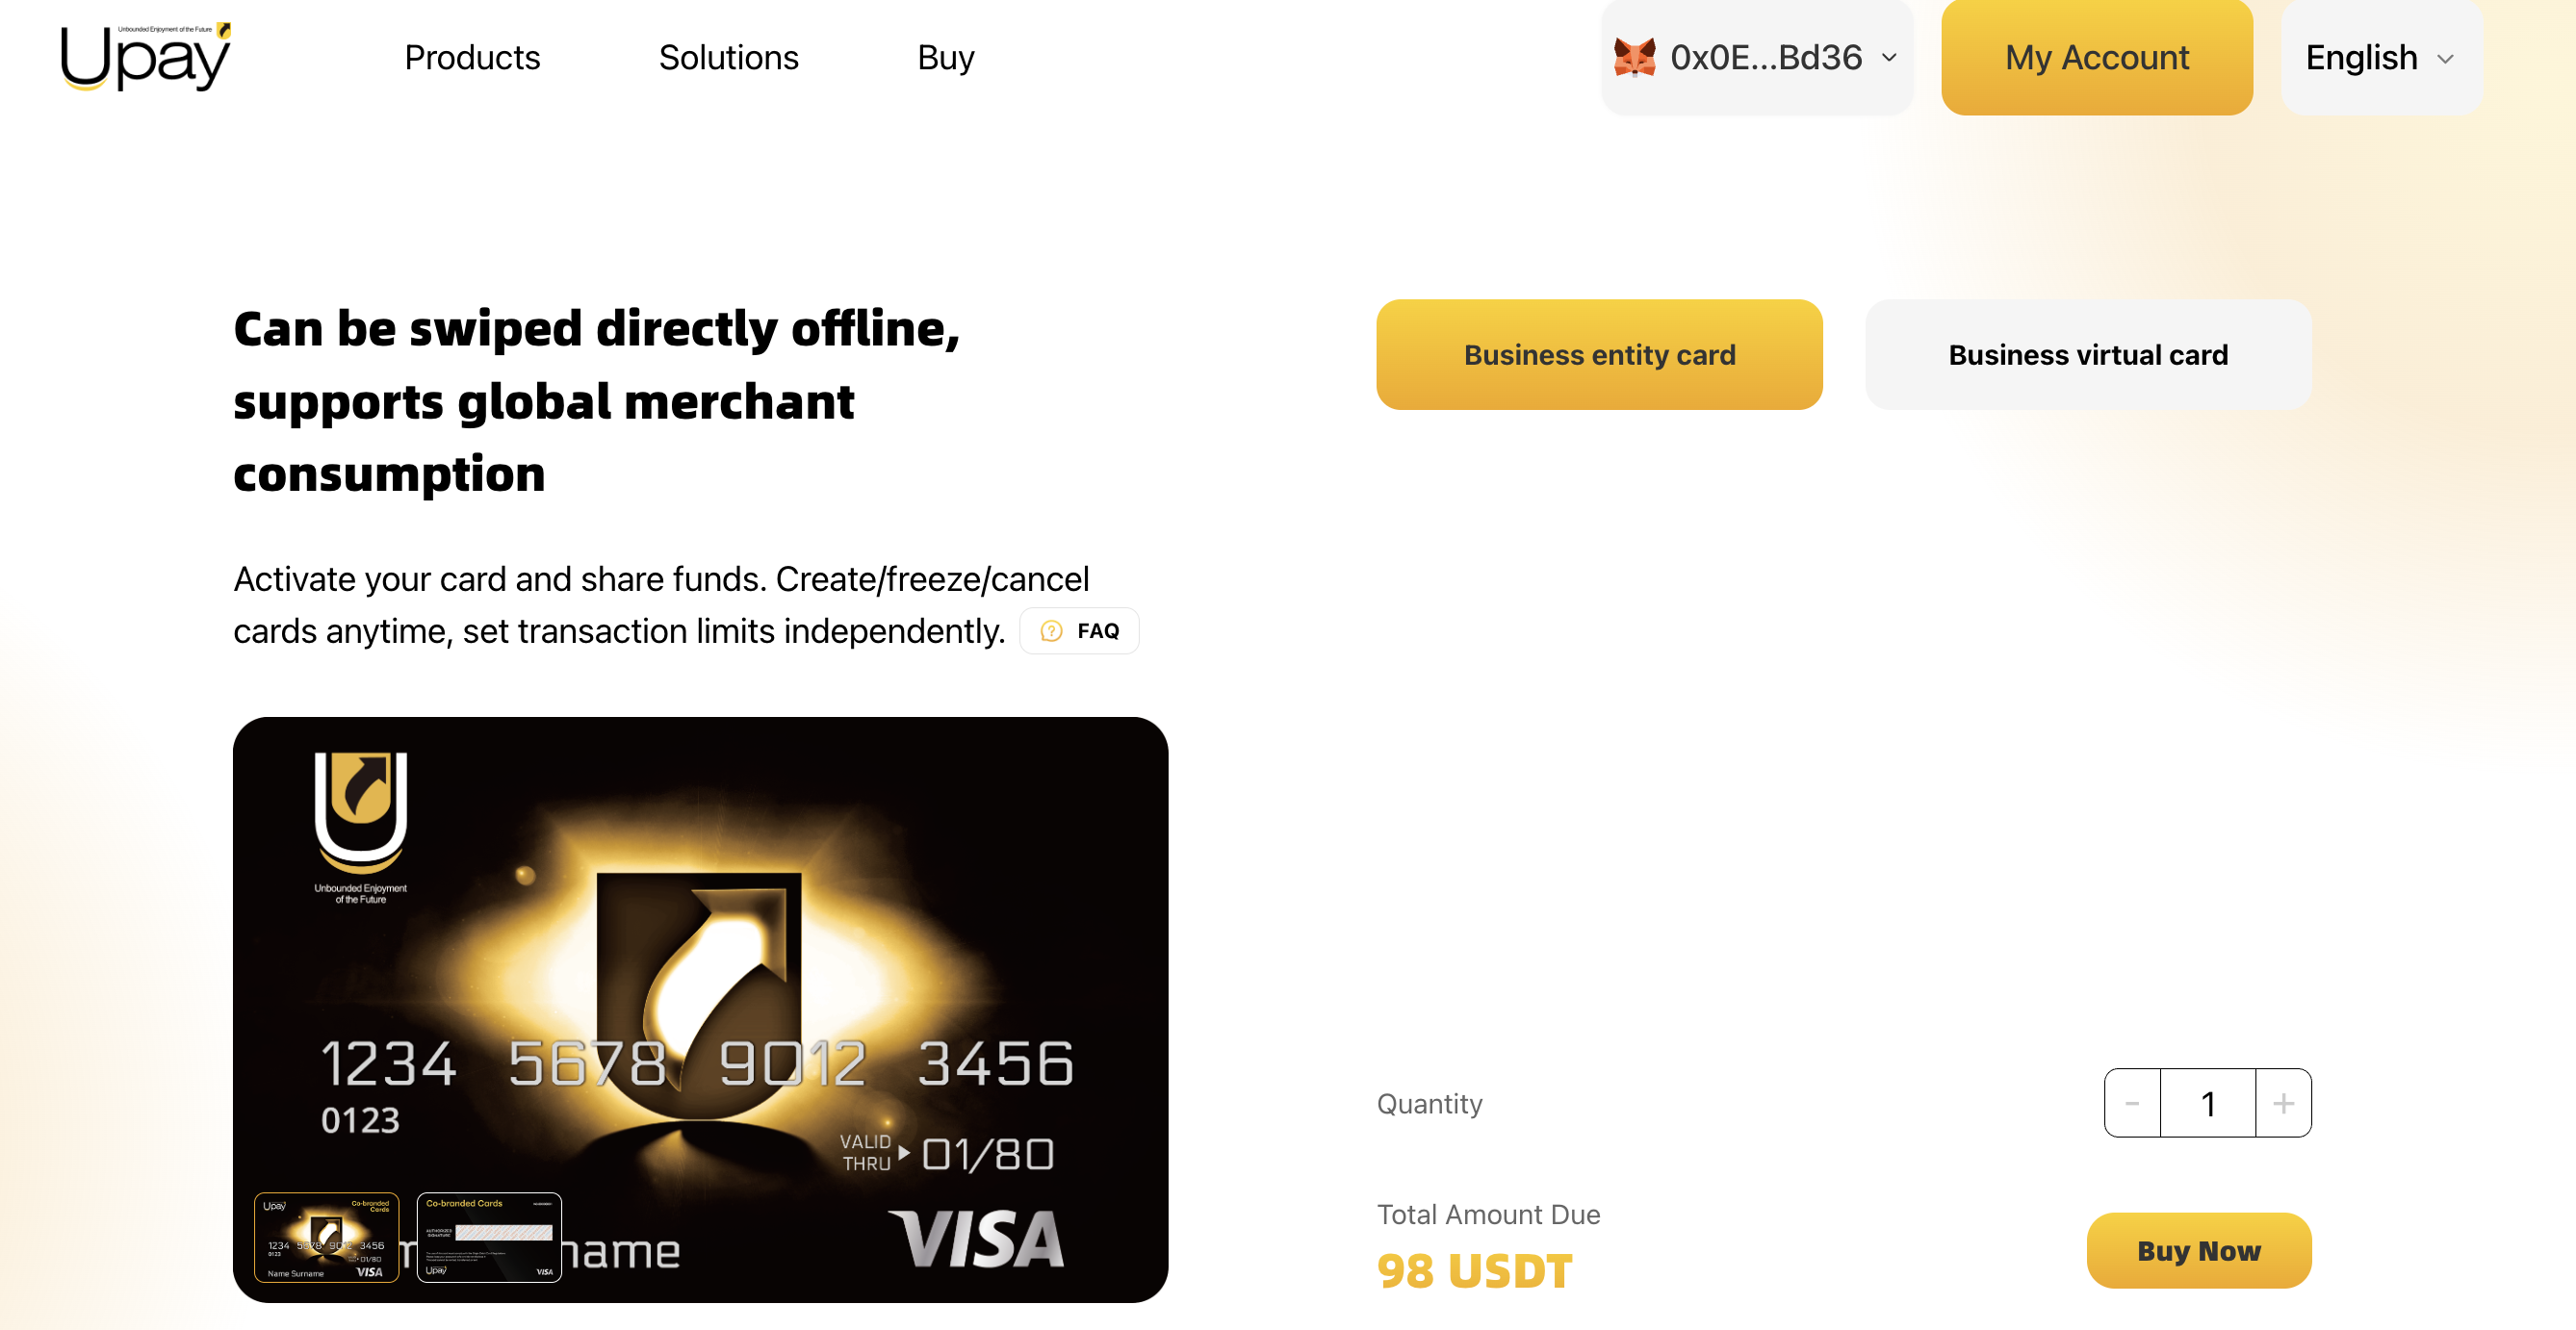 Unbounded Enjoyment of the Future
Upay
Products
Solutions
Buy
0x0E...Bd36
My Account
English
Can be swiped directly offline,
supports global merchant
consumption
Activate your card and share funds. Create/freeze/cancel
cards anytime, set transaction limits independently.
FAQ
Unbounded Enjoyment
of the Future
1234 5678 9012 3456
0123
VALID
THRU
01/80
VISA
Upay
Co-branded
Cards
1234 5678 9012 3456
0123
01/80
Name Surname
VISA
Co-branded Cards
AUTHORIZED
SIGNATURE
Upay
VISA
Business entity card
Business virtual card
Quantity
- 1 +
Total Amount Due
98 USDT
Buy Now